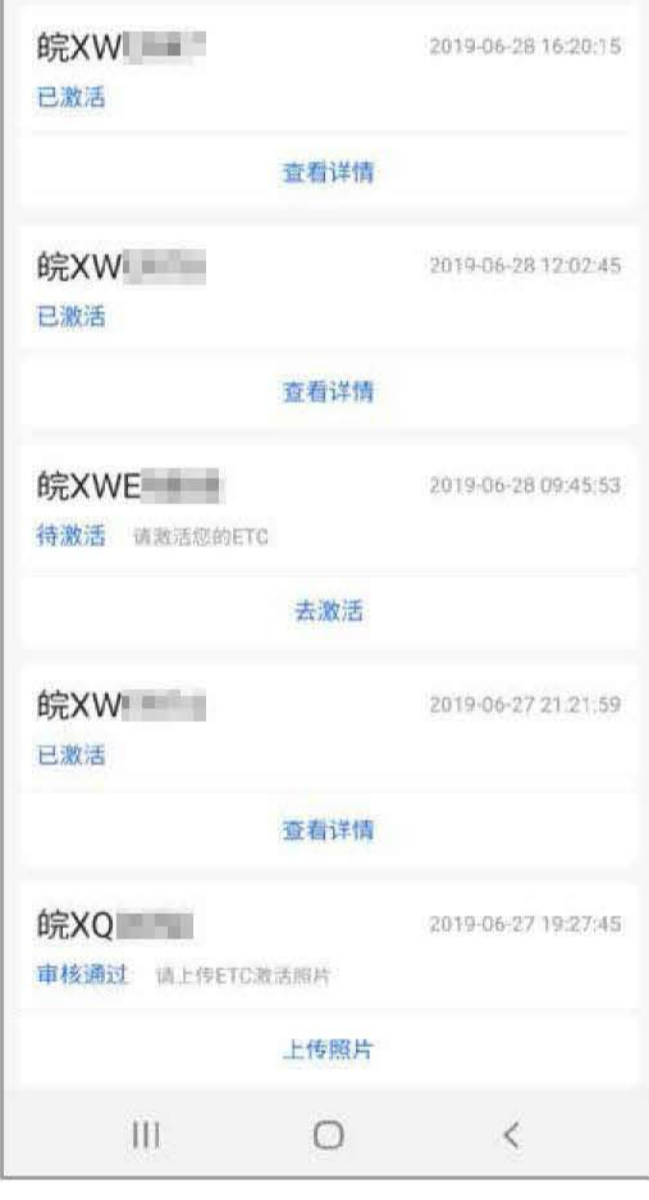 皖XW 2019-06-28 16:20:15
已激活
查看详情
皖XW 2019-06-28 12:02:45
已激活
查看详情
皖XWE 2019-06-28 09:45:53
待激活 请激活您的ETC
去激活
皖XW 2019-06-27 21:21:59
已激活
查看详情
皖XQ 2019-06-27 19:27:45
审核通过 请上传ETC激活照片
上传照片